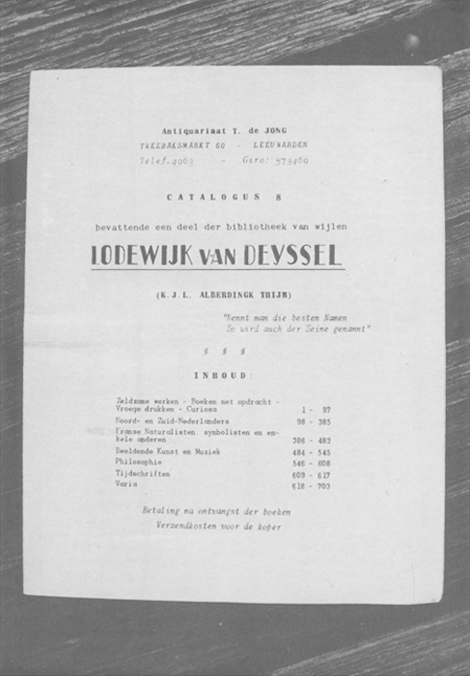 Antiquariaat T. de JONG
TWEEBAKSMARKT 60 - LEEUWARDEN
Telef. 4063 - Giro: 573469
CATALOGUS 8
bevattende een deel der bibliotheek van wijlen
LODEWIJK VAN DEYSSEL
(K.J.L. ALBERDINGK THIJM)
"Nennt man die besten Namen
So wird auch der Seine genannt"
INHOUD:
Zeldzame werken - Boeken met opdracht -
Vroege drukken - Curiosa 1 - 97
Noord- en Zuid-Nederlanders 98 - 385
Franse Naturalisten, symbolisten en en-
kele anderen 386 - 483
Beeldende Kunst en Muziek 484 - 545
Philosophie 546 - 608
Tijdschriften 609 - 617
Varia 618 - 703
Betaling na ontvangst der boeken
Verzendkosten voor de koper